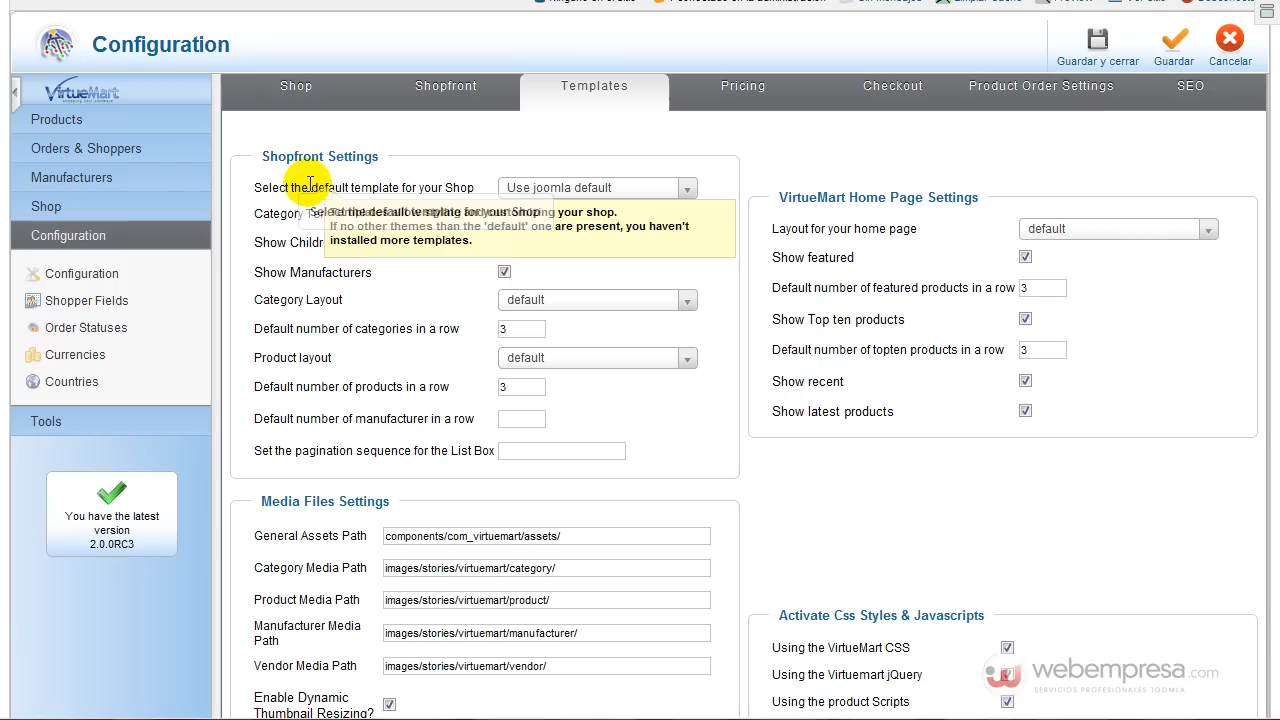 Configuration
Guardar y cerrar
Guardar
Cancelar
VirtueMart
Shop
Shopfront
Templates
Pricing
Checkout
Product Order Settings
SEO
Products
Orders & Shoppers
Manufacturers
Shop
Configuration
Configuration
Shopper Fields
Order Statuses
Currencies
Countries
Tools
You have the latest
version
2.0.0RC3
Shopfront Settings
Select the default template for your Shop
Use joomla default
Select the default template for your Shop
your shop.
If no other themes than the 'default' one are present, you haven't
installed more templates.
Category
Show Childr
Show Manufacturers
Category Layout
default
Default number of categories in a row
3
Product layout
default
Default number of products in a row
3
Default number of manufacturer in a row
Set the pagination sequence for the List Box
Media Files Settings
General Assets Path
components/com_virtuemart/assets/
Category Media Path
images/stories/virtuemart/category/
Product Media Path
images/stories/virtuemart/product/
Manufacturer Media
Path
images/stories/virtuemart/manufacturer/
Vendor Media Path
images/stories/virtuemart/vendor/
Enable Dynamic
Thumbnail Resizing?
VirtueMart Home Page Settings
Layout for your home page
default
Show featured
Default number of featured products in a row
3
Show Top ten products
Default number of topten products in a row
3
Show recent
Show latest products
Activate Css Styles & Javascripts
Using the VirtueMart CSS
Using the Virtuemart jQuery
Using the product Scripts
webempresa.com
SERVICIOS PROFESIONALES JOOMLA